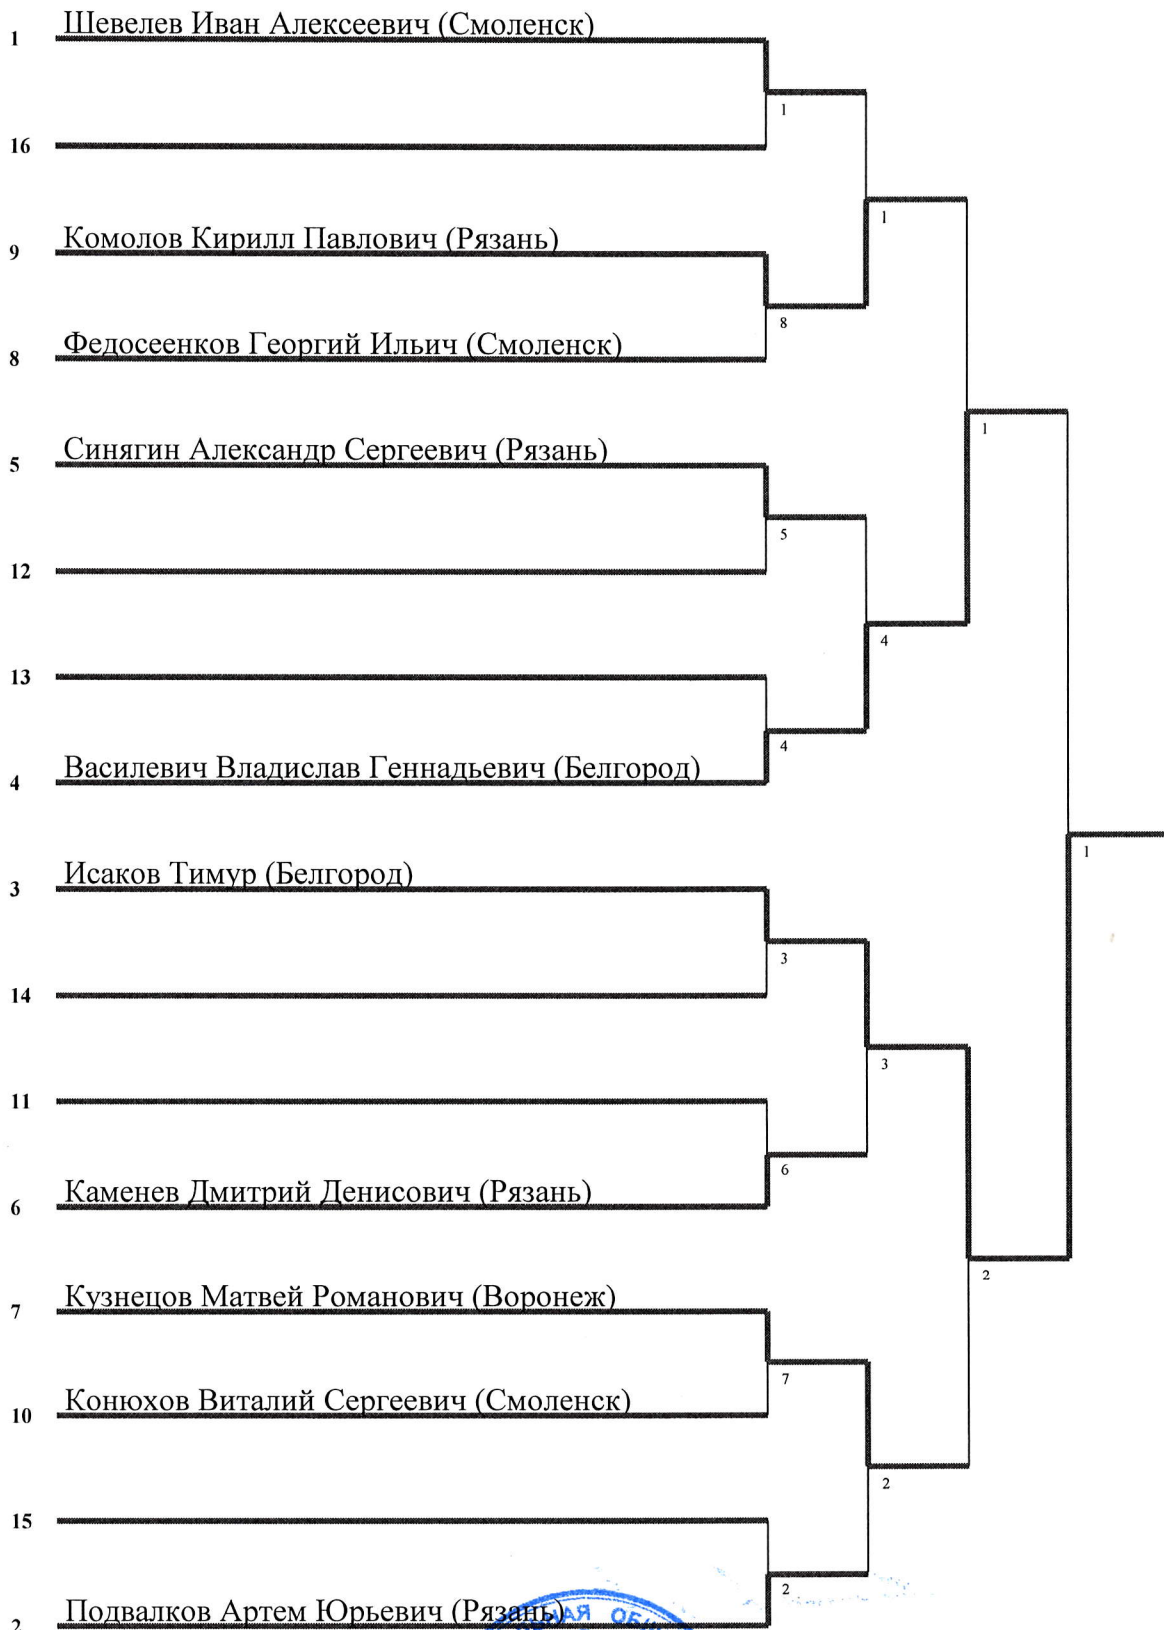 1 Шевелев Иван Алексеевич (Смоленск)
1
16
1
9 Комолов Кирилл Павлович (Рязань)
8
8 Федосеенков Георгий Ильич (Смоленск)
1
5 Синягин Александр Сергеевич (Рязань)
5
12
4
13
4
4 Василевич Владислав Геннадьевич (Белгород)
1
3 Исаков Тимур (Белгород)
3
14
3
11
6
6 Каменев Дмитрий Денисович (Рязань)
2
7 Кузнецов Матвей Романович (Воронеж)
7
10 Конюхов Виталий Сергеевич (Смоленск)
2
15
2
2 Подвалков Артем Юрьевич (Рязань)